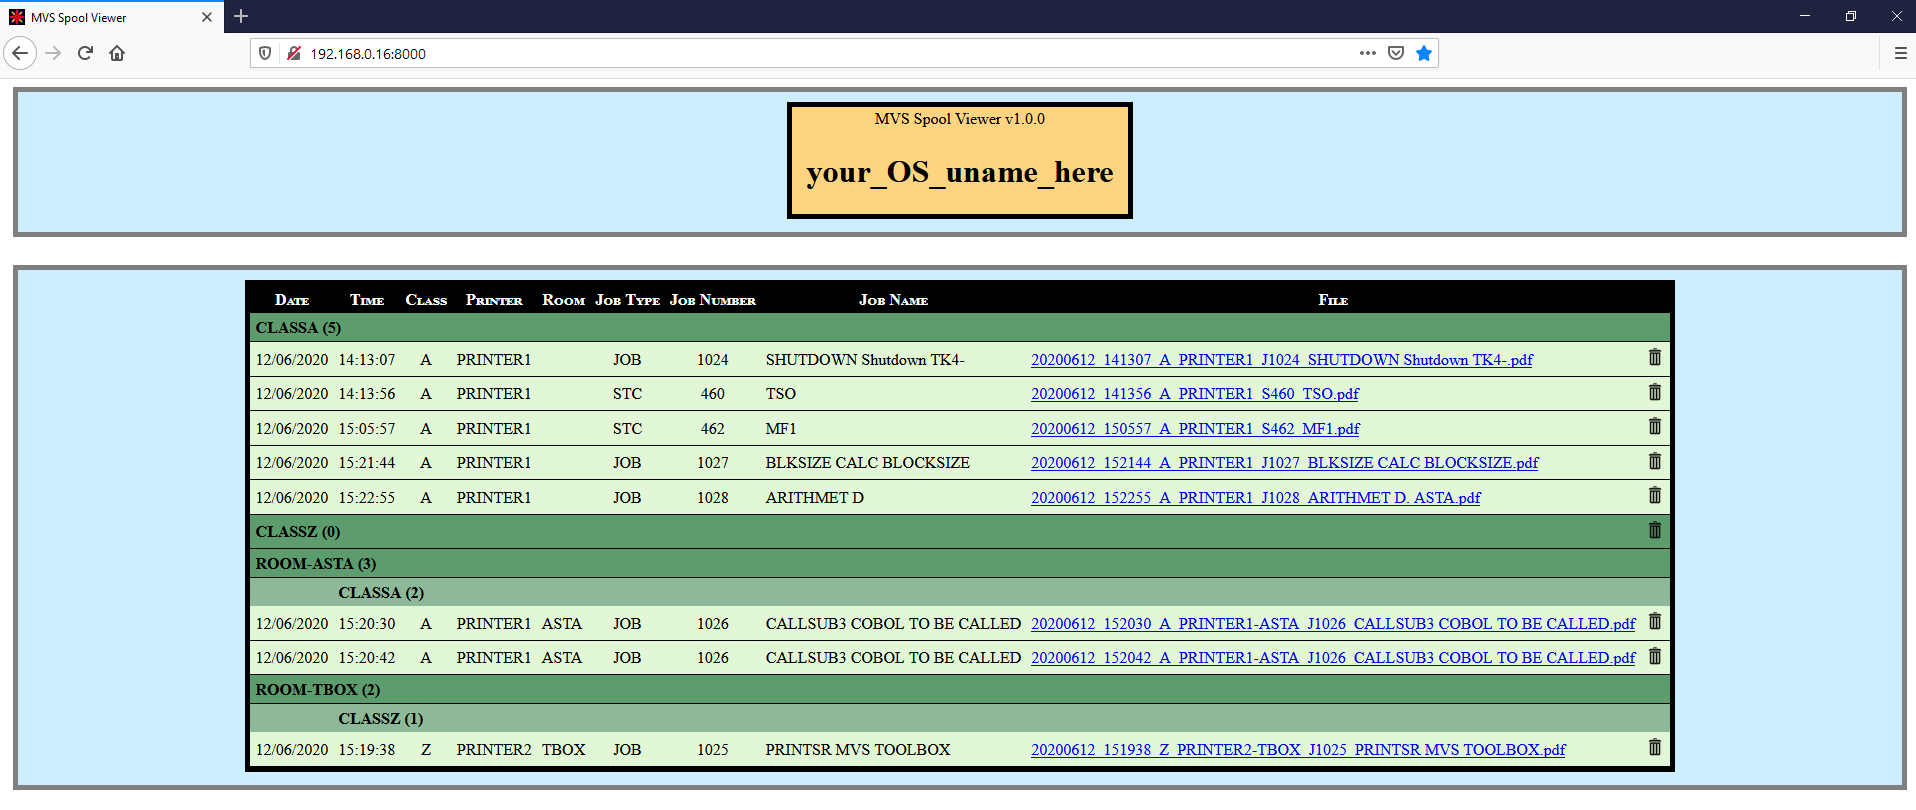 MVS Spool Viewer
192.168.0.16:8000
MVS Spool Viewer v1.0.0
your_OS_uname_here
Date Time Class Printer Room Job Type Job Number Job Name File
CLASSA (5)
12/06/2020 14:13:07 A PRINTER1 JOB 1024 SHUTDOWN Shutdown TK4- 20200612_141307_A_PRINTER1_J1024_SHUTDOWN Shutdown TK4-.pdf
12/06/2020 14:13:56 A PRINTER1 STC 460 TSO 20200612_141356_A_PRINTER1_S460_TSO.pdf
12/06/2020 15:05:57 A PRINTER1 STC 462 MF1 20200612_150557_A_PRINTER1_S462_MF1.pdf
12/06/2020 15:21:44 A PRINTER1 JOB 1027 BLKSIZE CALC BLOCKSIZE 20200612_152144_A_PRINTER1_J1027_BLKSIZE CALC BLOCKSIZE.pdf
12/06/2020 15:22:55 A PRINTER1 JOB 1028 ARITHMET D 20200612_152255_A_PRINTER1_J1028_ARITHMET D. ASTA.pdf
CLASSZ (0)
ROOM-ASTA (3)
CLASSA (2)
12/06/2020 15:20:30 A PRINTER1 ASTA JOB 1026 CALLSUB3 COBOL TO BE CALLED 20200612_152030_A_PRINTER1-ASTA_J1026_CALLSUB3 COBOL TO BE CALLED.pdf
12/06/2020 15:20:42 A PRINTER1 ASTA JOB 1026 CALLSUB3 COBOL TO BE CALLED 20200612_152042_A_PRINTER1-ASTA_J1026_CALLSUB3 COBOL TO BE CALLED.pdf
ROOM-TBOX (2)
CLASSZ (1)
12/06/2020 15:19:38 Z PRINTER2 TBOX JOB 1025 PRINTSR MVS TOOLBOX 20200612_151938_Z_PRINTER2-TBOX_J1025_PRINTSR MVS TOOLBOX.pdf